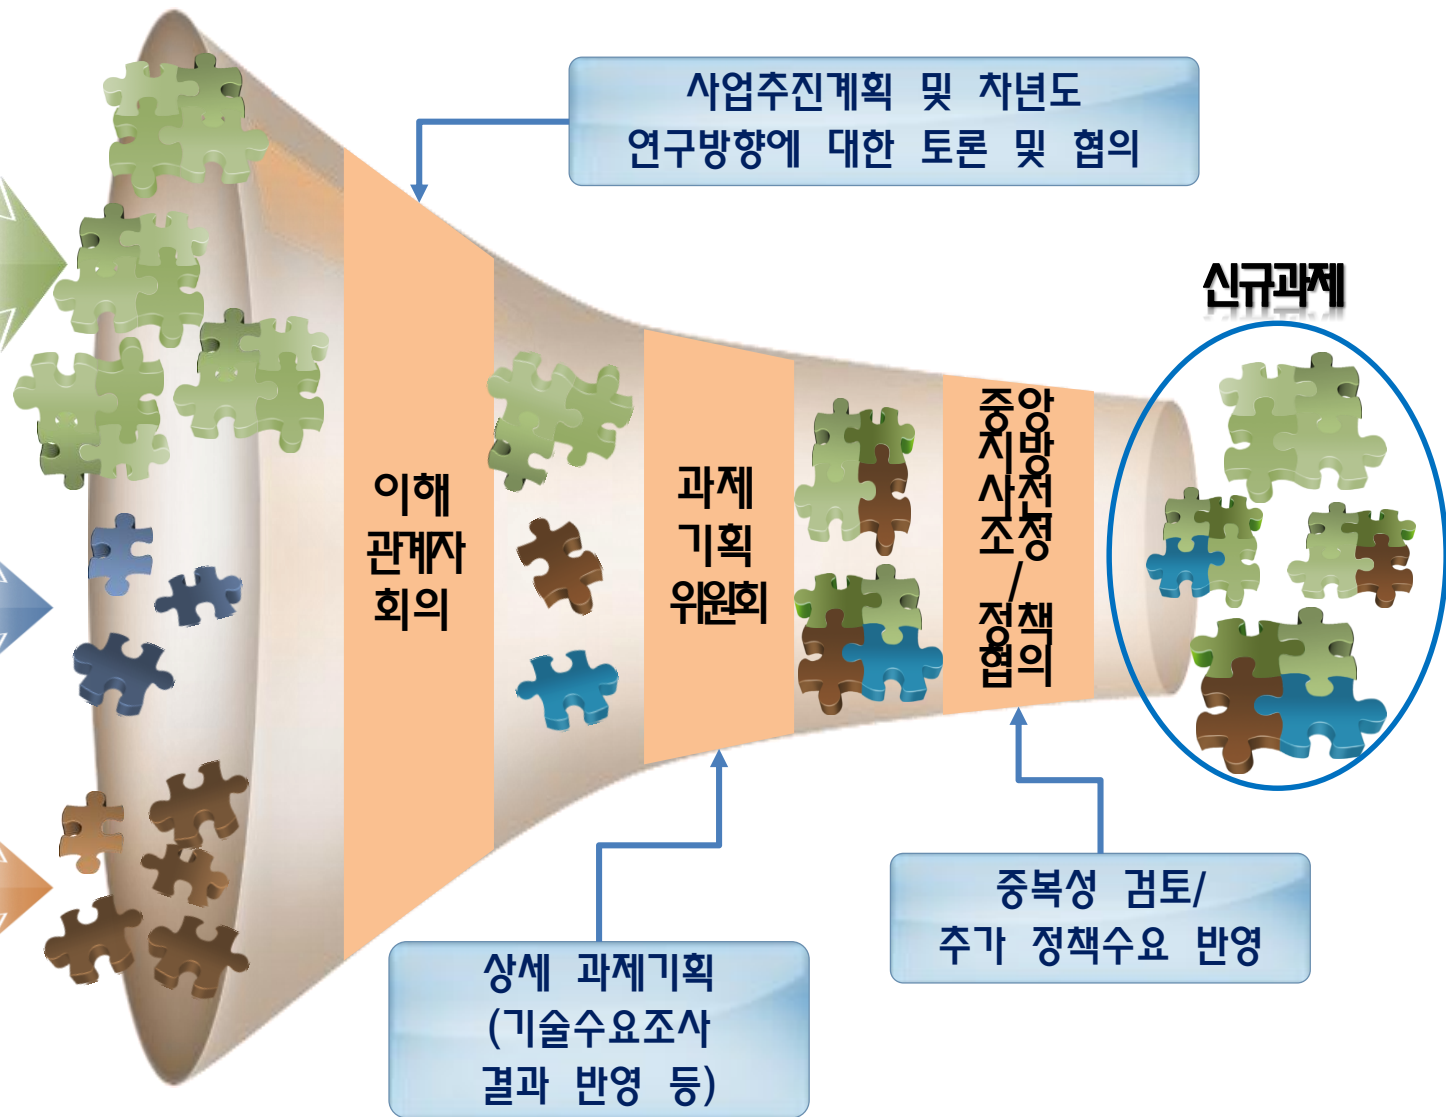 사업추진계획 및 차년도
연구방향에 대한 토론 및 협의
신규과제
이해
관계자
회의
과제
기획
위원회
중앙
지방
사전
조정
/
정책
협의
중복성 검토/
추가 정책수요 반영
상세 과제기획
(기술수요조사
결과 반영 등)